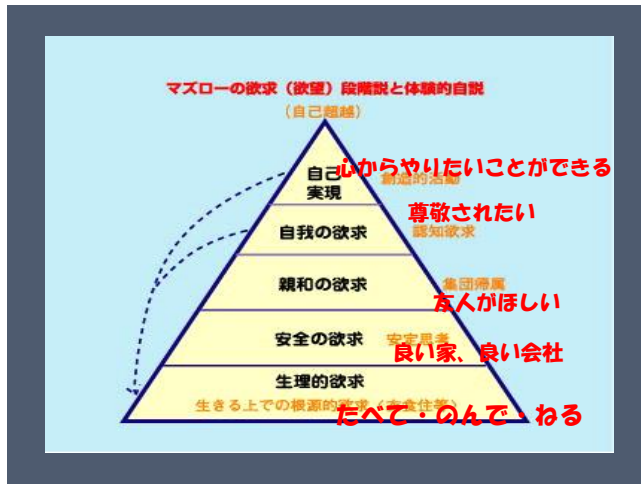 マズローの欲求（欲望）段階説と体験的自説
（自己超越）
心からやりたいことができる
自己
実現
創造的活動
尊敬されたい
自我の欲求
認知欲求
親和の欲求
集団帰属
友人がほしい
安全の欲求
安定思考
良い家、良い会社
生理的欲求
生きる上での根源的欲求（衣食住等）
たべて・のんで・ねる